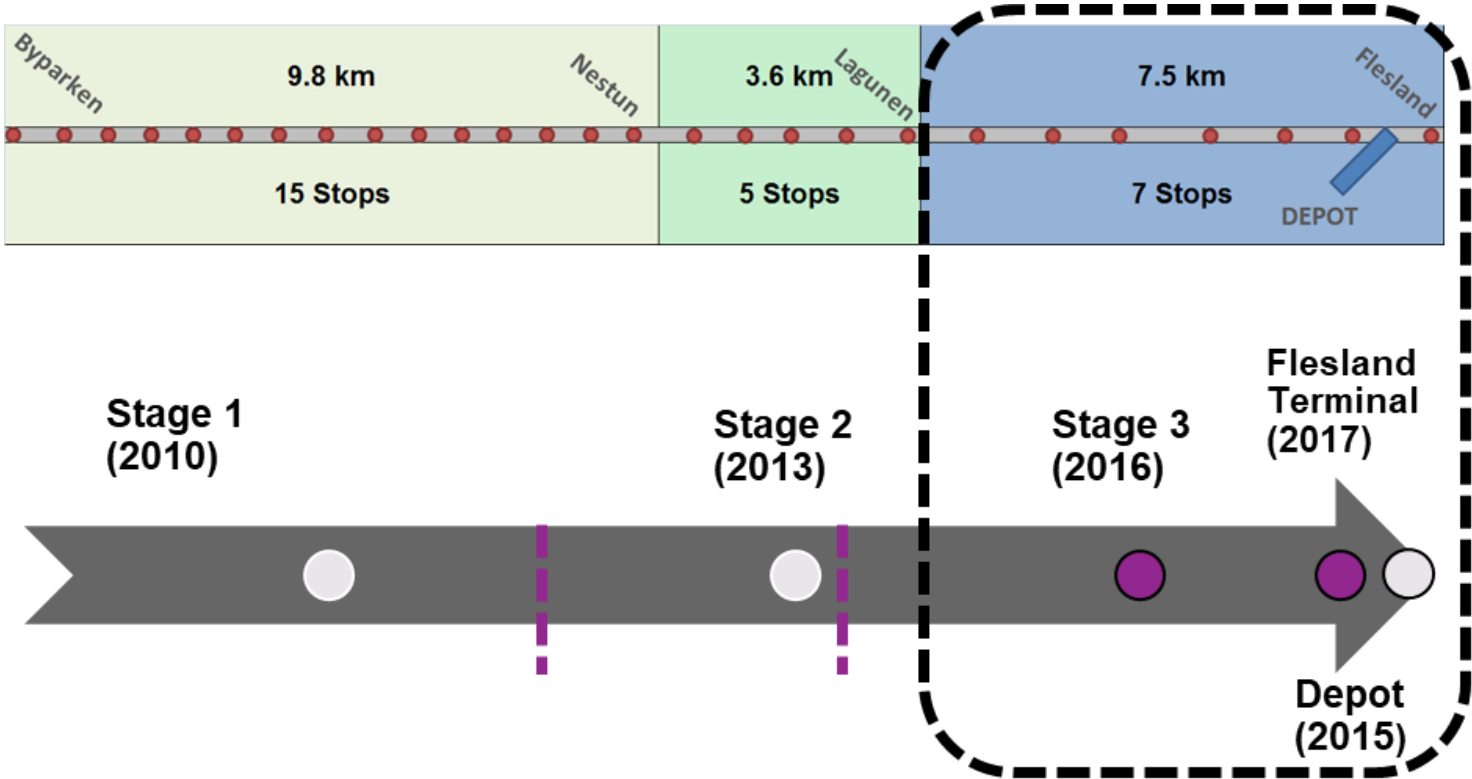 Byparken
9.8 km
Nestun
3.6 km
Lagunen
7.5 km
Flesland
15 Stops
5 Stops
7 Stops
DEPOT
Stage 1
(2010)
Stage 2
(2013)
Stage 3
(2016)
Flesland
Terminal
(2017)
Depot
(2015)